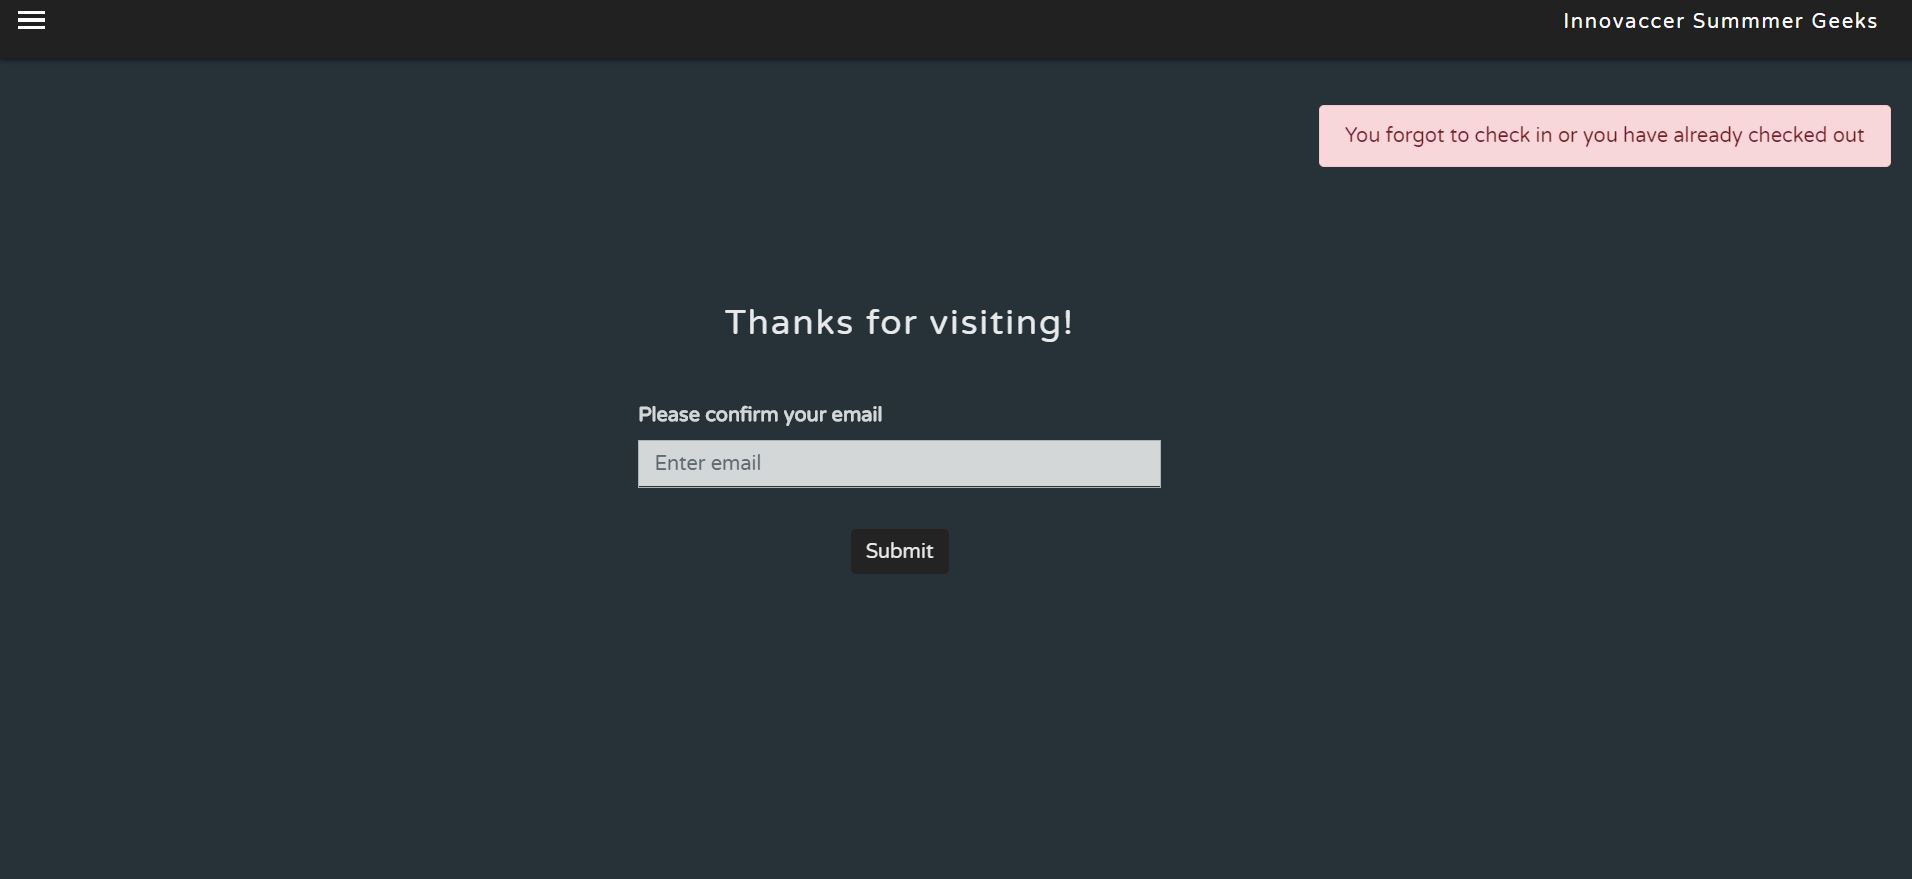 Innovaccer Summmer Geeks
You forgot to check in or you have already checked out
Thanks for visiting!
Please confirm your email
Enter email
Submit